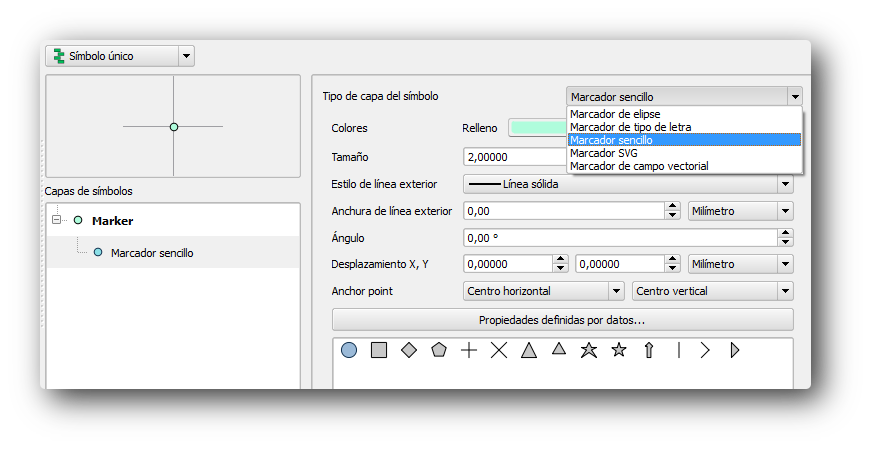 Símbolo único
Tipo de capa del símbolo
Marcador sencillo
Marcador de elipse
Marcador de tipo de letra
Marcador sencillo
Marcador SVG
Marcador de campo vectorial
Colores
Relleno
Tamaño
2,00000
Estilo de línea exterior
Línea sólida
Anchura de línea exterior
0,00
Milímetro
Ángulo
0,00 °
Desplazamiento X, Y
0,00000
0,00000
Milímetro
Anchor point
Centro horizontal
Centro vertical
Propiedades definidas por datos...
Capas de símbolos
Marker
Marcador sencillo